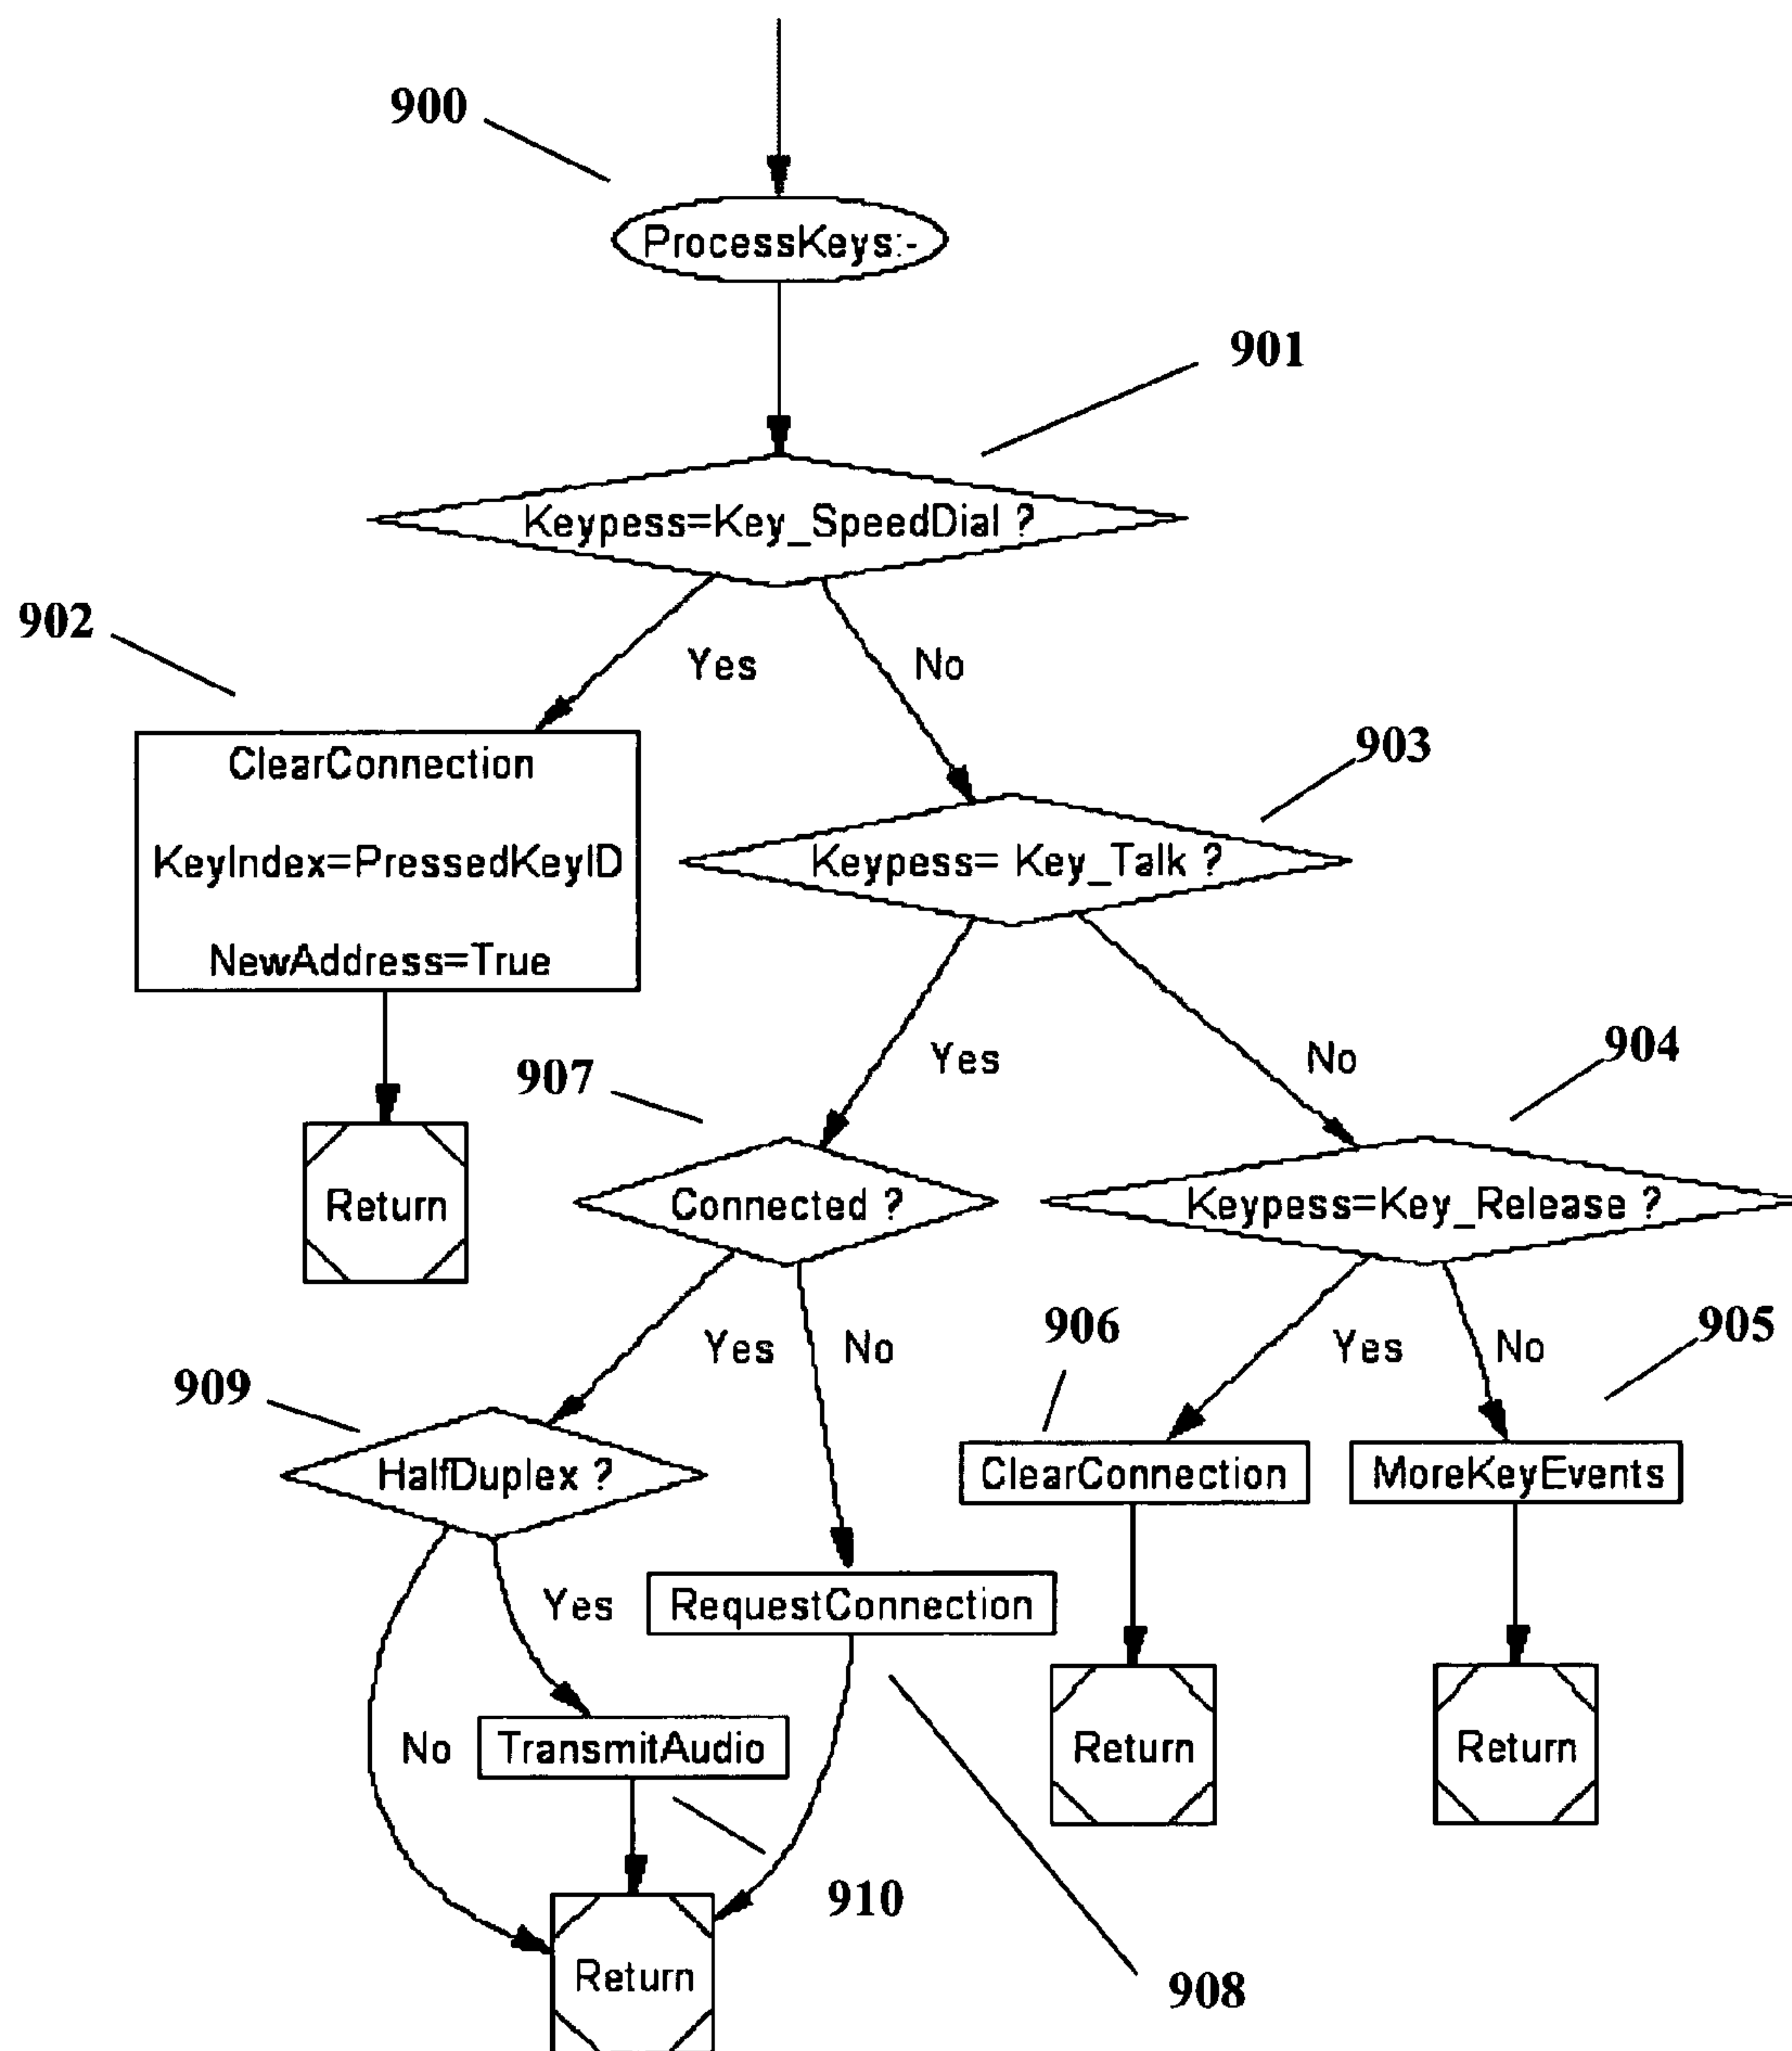 900
ProcessKeys:-
901
Keypess=Key_SpeedDial ?
902
Yes
No
ClearConnection
KeyIndex=PressedKeyID
NewAddress=True
903
Keypess= Key_Talk ?
907
Yes
No
904
Return
Connected ?
Keypess=Key_Release ?
909
Yes
No
906
Yes
No
905
HalfDuplex ?
ClearConnection
MoreKeyEvents
Yes
RequestConnection
No
TransmitAudio
Return
Return
910
Return
908